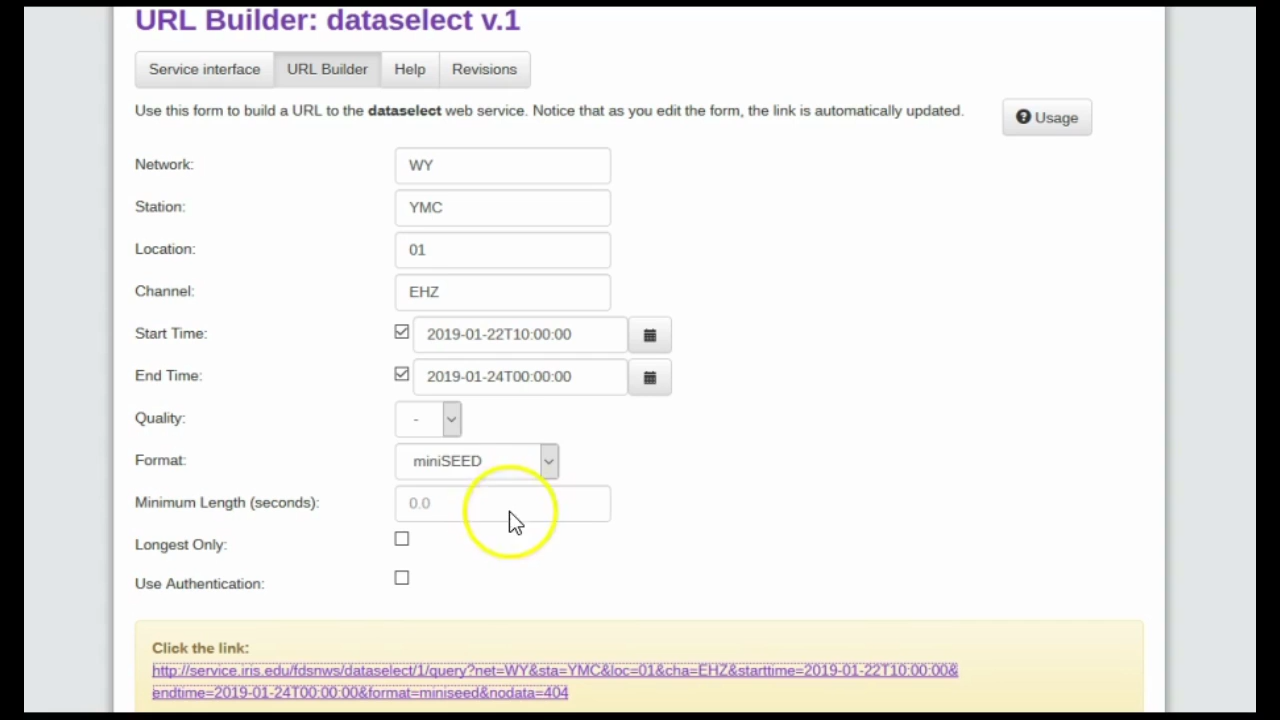 URL Builder: dataselect v.1
Service interface URL Builder Help Revisions
Use this form to build a URL to the dataselect web service. Notice that as you edit the form, the link is automatically updated.
Usage
Network: WY
Station: YMC
Location: 01
Channel: EHZ
Start Time: 2019-01-22T10:00:00
End Time: 2019-01-24T00:00:00
Quality: -
Format: miniSEED
Minimum Length (seconds): 0.0
Longest Only:
Use Authentication:
Click the link:
http://service.iris.edu/fdsnws/dataselect/1/query?net=WY&sta=YMC&loc=01&cha=EHZ&starttime=2019-01-22T10:00:00&
endtime=2019-01-24T00:00:00&format=miniseed&nodata=404